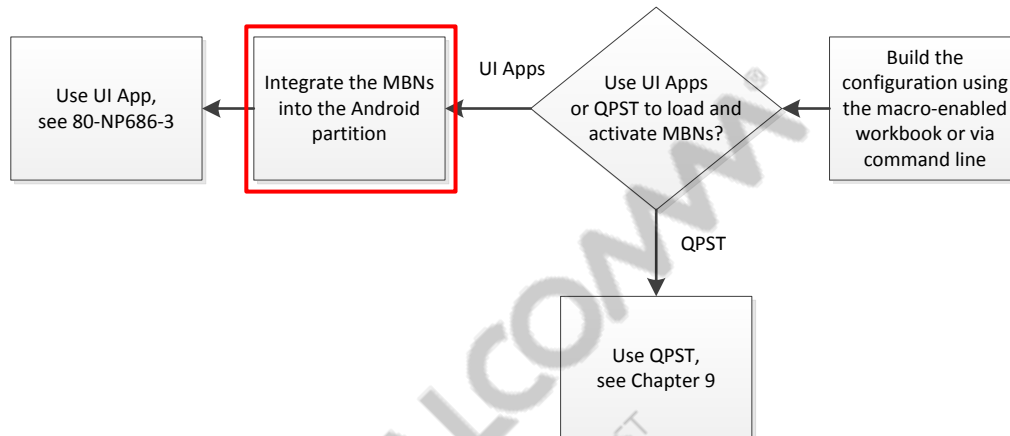 Use UI App,
see 80-NP686-3
Integrate the MBNs
into the Android
partition
UI Apps
Use UI Apps
or QPST to load and
activate MBNs?
Build the
configuration using
the macro-enabled
workbook or via
command line
QPST
Use QPST,
see Chapter 9
ALCOMM®
ST